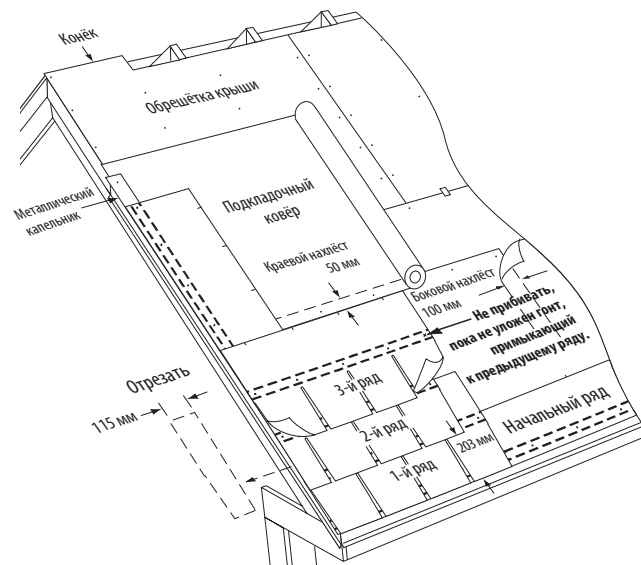 Конёк
Обрешётка крыши
Металлический
капельник
Подкладочный
ковёр
Краевой нахлёст
50 мм
Боковой нахлёст
100 мм
Не прибивать,
пока не уложен гонт,
примыкающий
к предыдущему ряду.
Отрезать
115 мм
3-й ряд
2-й ряд
1-й ряд
203 мм
Начальный ряд